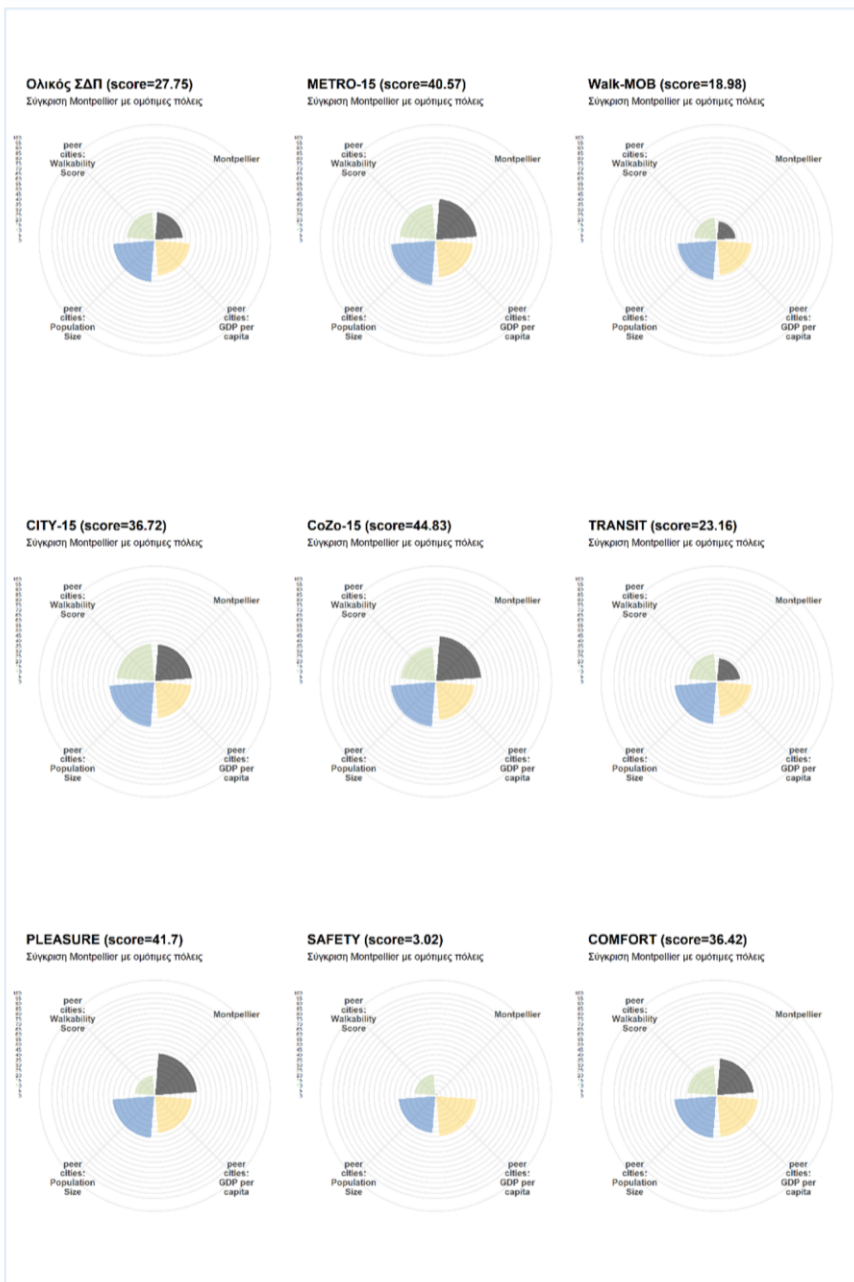 Ολικός ΣΔΠ (score=27.75)
Σύγκριση Montpellier με ομότιμες πόλεις
peer
cities:
Walkability
Score
Montpellier
peer
cities:
Population
Size
peer
cities:
GDP per
capita
METRO-15 (score=40.57)
Σύγκριση Montpellier με ομότιμες πόλεις
peer
cities:
Walkability
Score
Montpellier
peer
cities:
Population
Size
peer
cities:
GDP per
capita
Walk-MOB (score=18.98)
Σύγκριση Montpellier με ομότιμες πόλεις
peer
cities:
Walkability
Score
Montpellier
peer
cities:
Population
Size
peer
cities:
GDP per
capita
CITY-15 (score=36.72)
Σύγκριση Montpellier με ομότιμες πόλεις
peer
cities:
Walkability
Score
Montpellier
peer
cities:
Population
Size
peer
cities:
GDP per
capita
CoZo-15 (score=44.83)
Σύγκριση Montpellier με ομότιμες πόλεις
peer
cities:
Walkability
Score
Montpellier
peer
cities:
Population
Size
peer
cities:
GDP per
capita
TRANSIT (score=23.16)
Σύγκριση Montpellier με ομότιμες πόλεις
peer
cities:
Walkability
Score
Montpellier
peer
cities:
Population
Size
peer
cities:
GDP per
capita
PLEASURE (score=41.7)
Σύγκριση Montpellier με ομότιμες πόλεις
peer
cities:
Walkability
Score
Montpellier
peer
cities:
Population
Size
peer
cities:
GDP per
capita
SAFETY (score=3.02)
Σύγκριση Montpellier με ομότιμες πόλεις
peer
cities:
Walkability
Score
Montpellier
peer
cities:
Population
Size
peer
cities:
GDP per
capita
COMFORT (score=36.42)
Σύγκριση Montpellier με ομότιμες πόλεις
peer
cities:
Walkability
Score
Montpellier
peer
cities:
Population
Size
peer
cities:
GDP per
capita